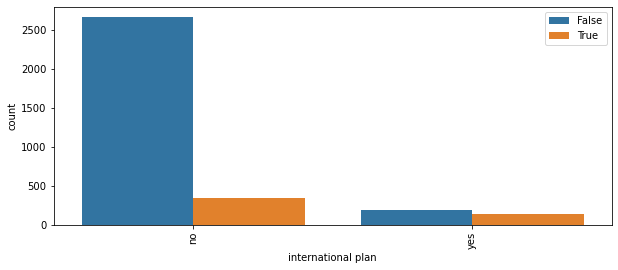 False
True
2500
2000
1500
1000
500
0
count
no
yes
international plan